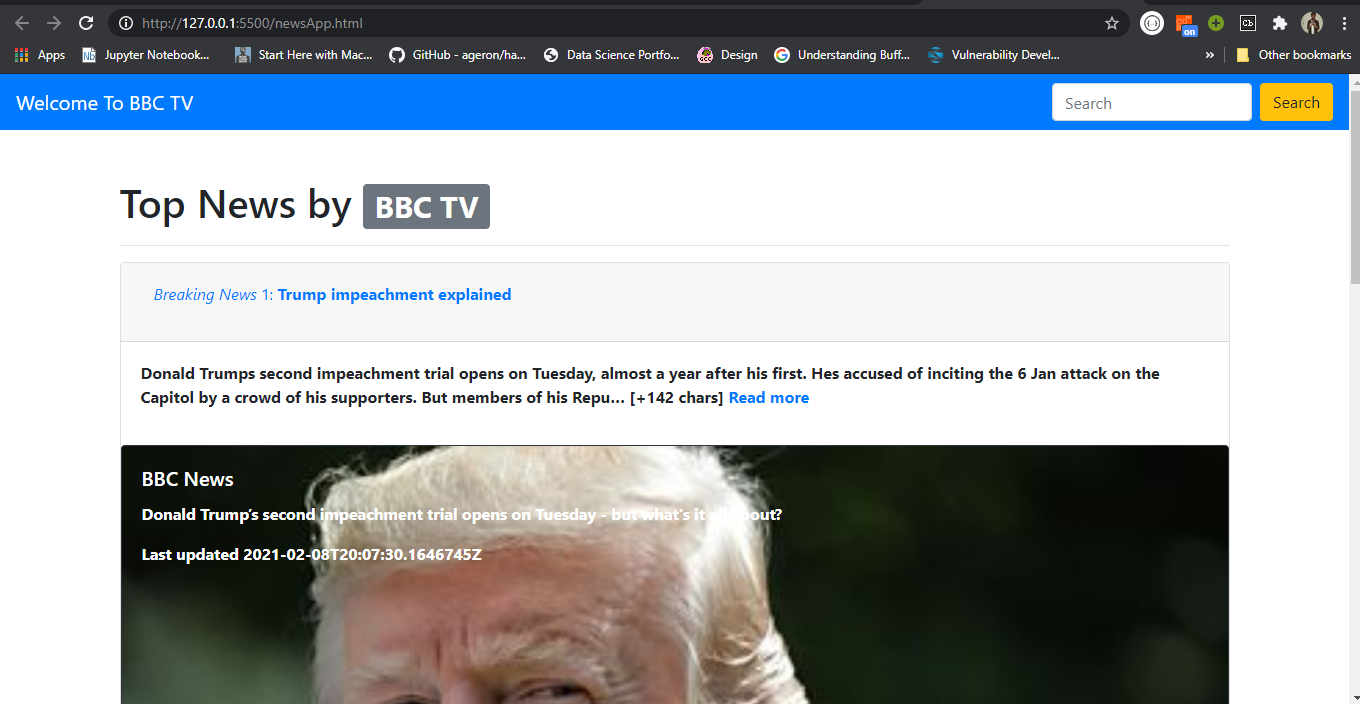 http://127.0.0.1:5500/newsApp.html
on
Cb
Apps
Nb
Jupyter Notebook...
Start Here with Mac...
GitHub - ageron/ha...
Data Science Portfo...
GCC
Design
Understanding Buff...
Vulnerability Devel...
»
Other bookmarks
Welcome To BBC TV
Search
Search
Top News by BBC TV
Breaking News 1: Trump impeachment explained
Donald Trumps second impeachment trial opens on Tuesday, almost a year after his first. Hes accused of inciting the 6 Jan attack on the
Capitol by a crowd of his supporters. But members of his Repu… [+142 chars] Read more
BBC News
Donald Trump's second impeachment trial opens on Tuesday - but what's it all about?
Last updated 2021-02-08T20:07:30.1646745Z